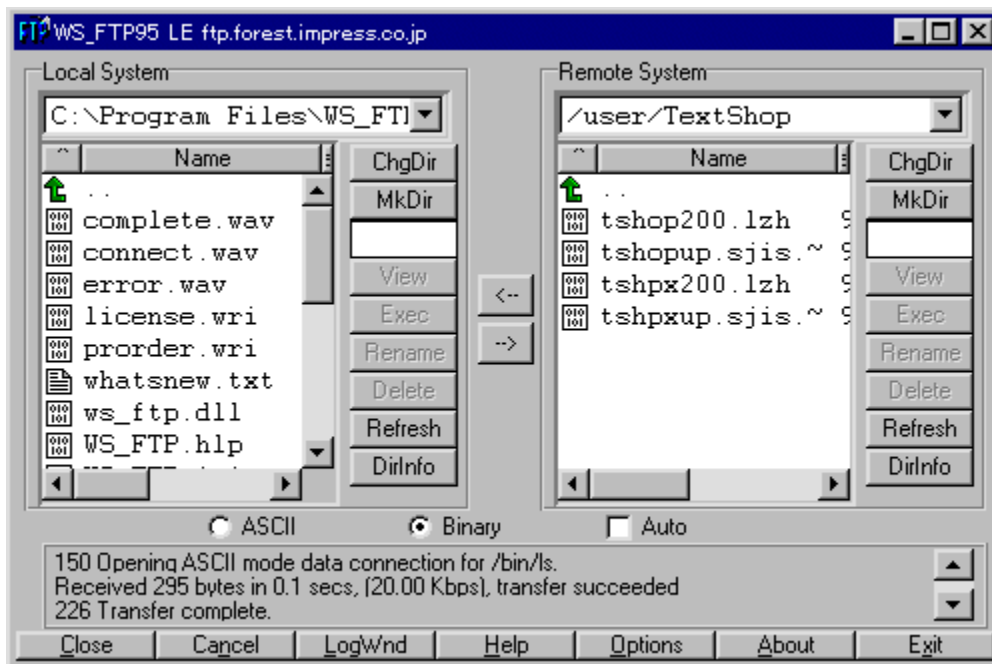 WS_FTP95 LE ftp.forest.impress.co.jp
Local System
C:\Program Files\WS_FT
^ Name
..
complete.wav
connect.wav
error.wav
license.wri
prorder.wri
whatsnew.txt
ws_ftp.dll
WS_FTP.hlp
ChgDir
MkDir
View
Exec
Rename
Delete
Refresh
DirInfo
<--
-->
Remote System
/user/TextShop
^ Name
..
tshop200.lzh 9
tshopup.sjis.~ 9
tshpx200.lzh 9
tshpxup.sjis.~ 9
ChgDir
MkDir
View
Exec
Rename
Delete
Refresh
DirInfo
ASCII Binary Auto
150 Opening ASCII mode data connection for /bin/ls.
Received 295 bytes in 0.1 secs, (20.00 Kbps), transfer succeeded
226 Transfer complete.
Close Cancel LogWnd Help Options About Exit